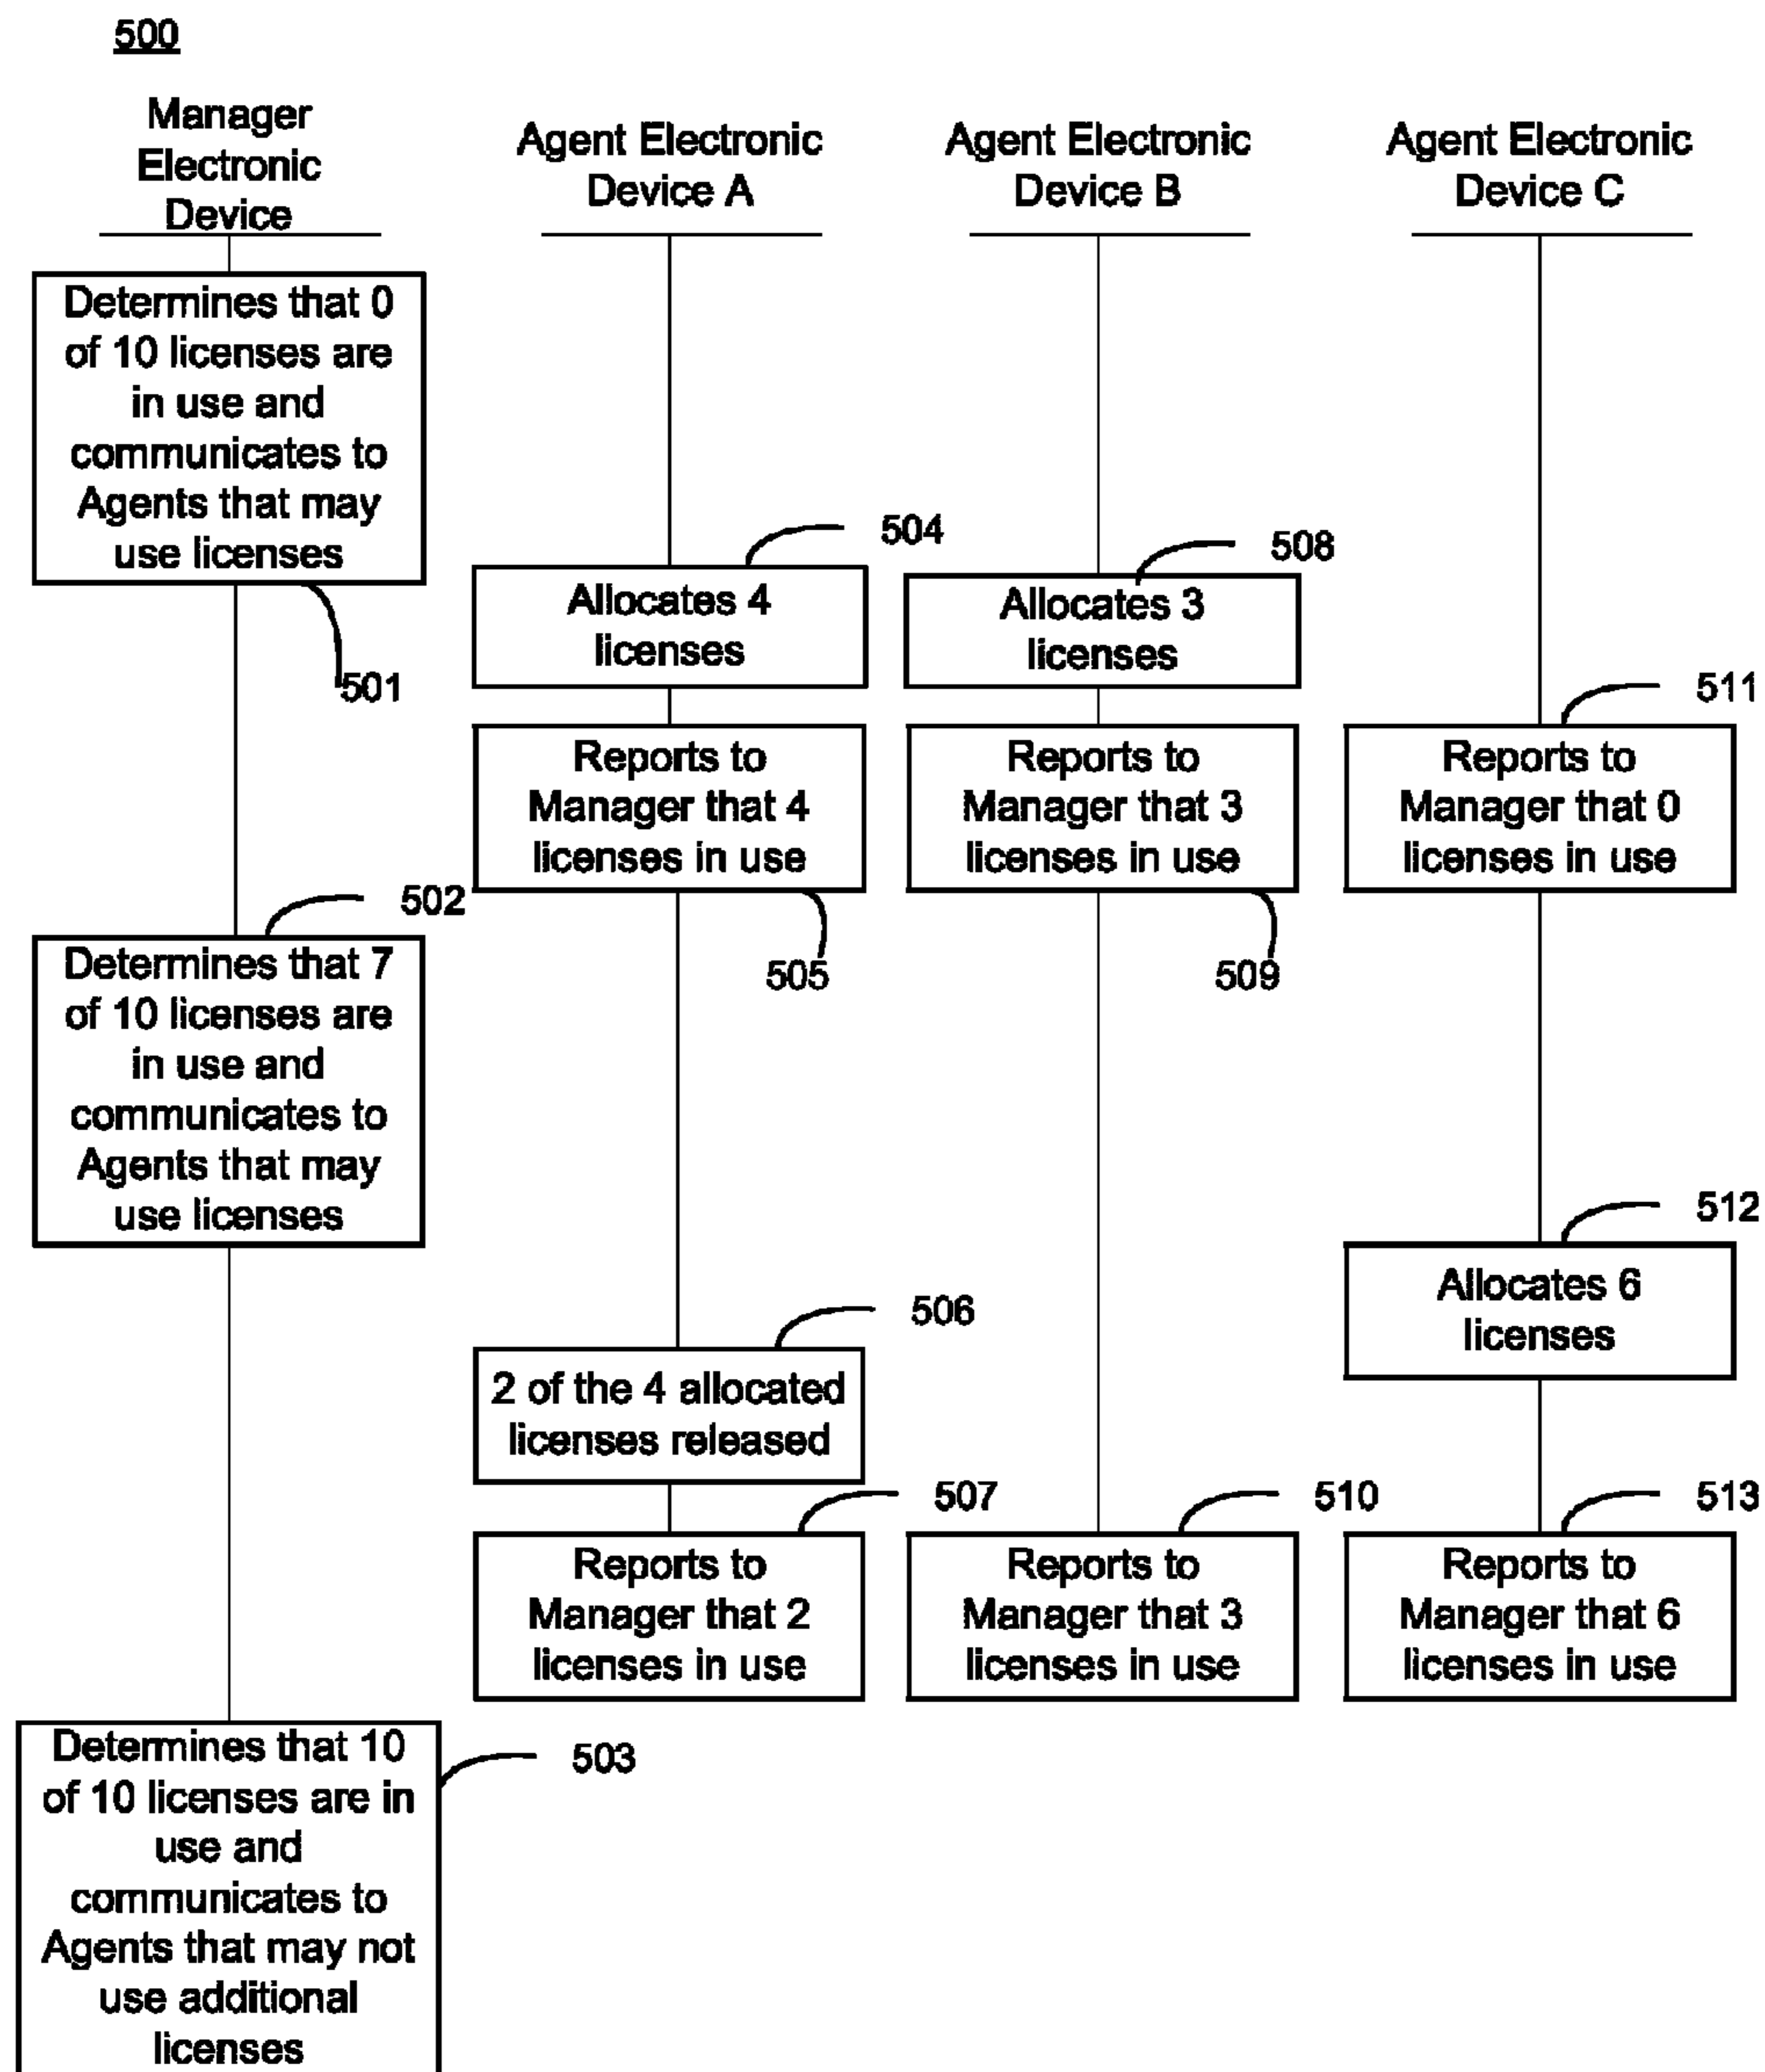 500
Manager
Electronic
Device
Agent Electronic
Device A
Agent Electronic
Device B
Agent Electronic
Device C
Determines that 0
of 10 licenses are
in use and
communicates to
Agents that may
use licenses
501
504
Allocates 4
licenses
508
Allocates 3
licenses
Reports to
Manager that 4
licenses in use
505
Reports to
Manager that 3
licenses in use
509
511
Reports to
Manager that 0
licenses in use
502
Determines that 7
of 10 licenses are
in use and
communicates to
Agents that may
use licenses
512
Allocates 6
licenses
506
2 of the 4 allocated
licenses released
507
Reports to
Manager that 2
licenses in use
510
Reports to
Manager that 3
licenses in use
513
Reports to
Manager that 6
licenses in use
503
Determines that 10
of 10 licenses are in
use and
communicates to
Agents that may not
use additional
licenses